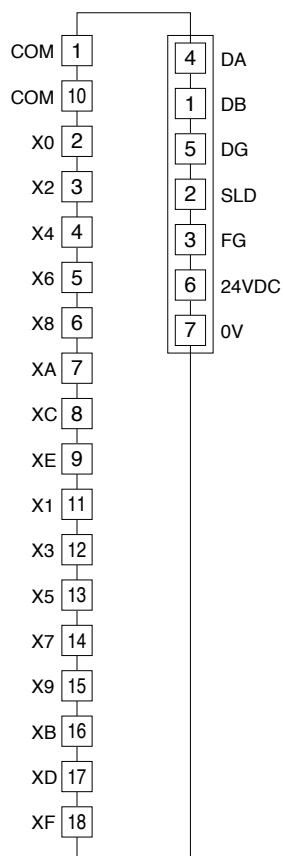 COM 1
COM 10
X0 2
X2 3
X4 4
X6 5
X8 6
XA 7
XC 8
XE 9
X1 11
X3 12
X5 13
X7 14
X9 15
XB 16
XD 17
XF 18
4 DA
1 DB
5 DG
2 SLD
3 FG
6 24VDC
7 0V